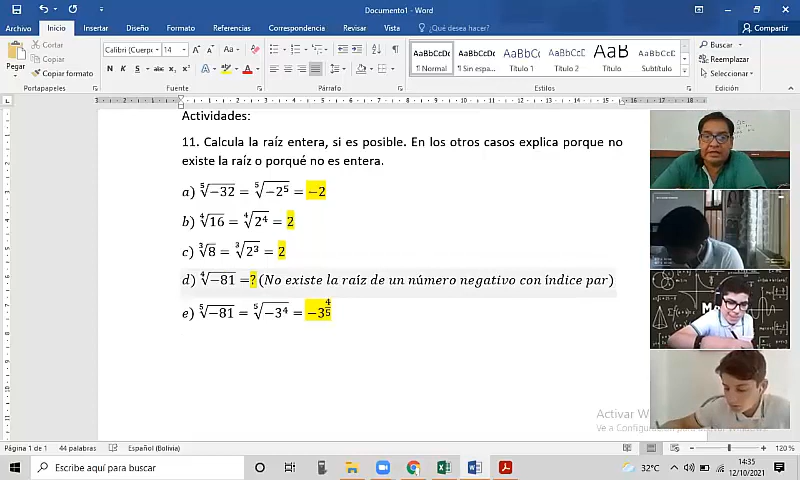 Documento1 - Word
Archivo Inicio Insertar Diseño Formato Referencias Correspondencia Revisar Vista ¿Qué desea hacer? Compartir
Pegar
Cortar
Copiar
Copiar formato
Portapapeles
Calibri (Cuerp 14
Fuente
Párrafo
AaBbCcDc AaBbCcDc AaBbCc AaBbCcD AaB AaBbCcD
¶ Normal ¶ Sin espa... Título 1 Título 2 Título Subtítulo
Estilos
Buscar
Reemplazar
Seleccionar
Edición
Actividades:
11. Calcula la raíz entera, si es posible. En los otros casos explica porque no
existe la raíz o porqué no es entera.
a) ⁵√−32 = ⁵√−2⁵ = −2
b) ⁴√16 = ⁴√2⁴ = 2
c) ³√8 = ³√2³ = 2
d) ⁴√−81 =? (No existe la raíz de un número negativo con índice par)
e) ⁵√−81 = ⁵√−3⁴ = −3^(4/5)
Activar W
Ve a Configura
Página 1 de 1 44 palabras Español (Bolivia) 120 %
Escribe aquí para buscar
32°C
14:35
12/10/2021